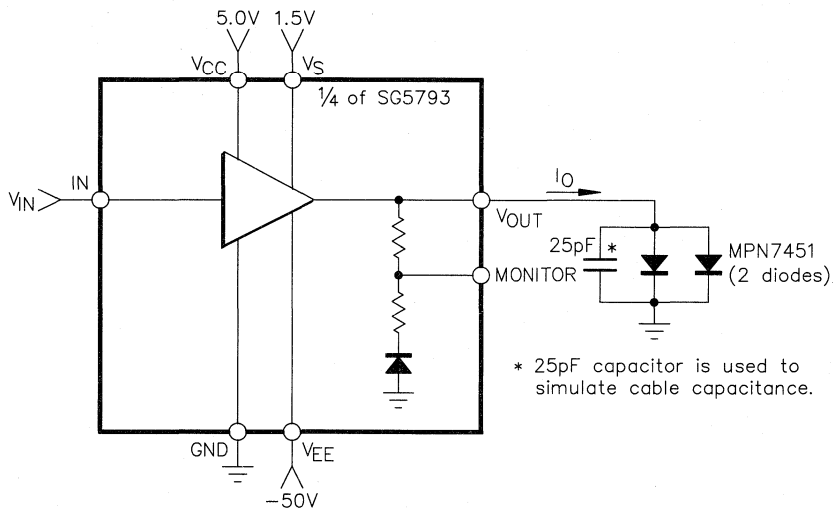 5.0V 1.5V
VCC VS
1/4 of SG5793
IN
VIN
IO
VOUT
25pF *
MPN7451
(2 diodes)
MONITOR
* 25pF capacitor is used to
simulate cable capacitance.
GND VEE
-50V